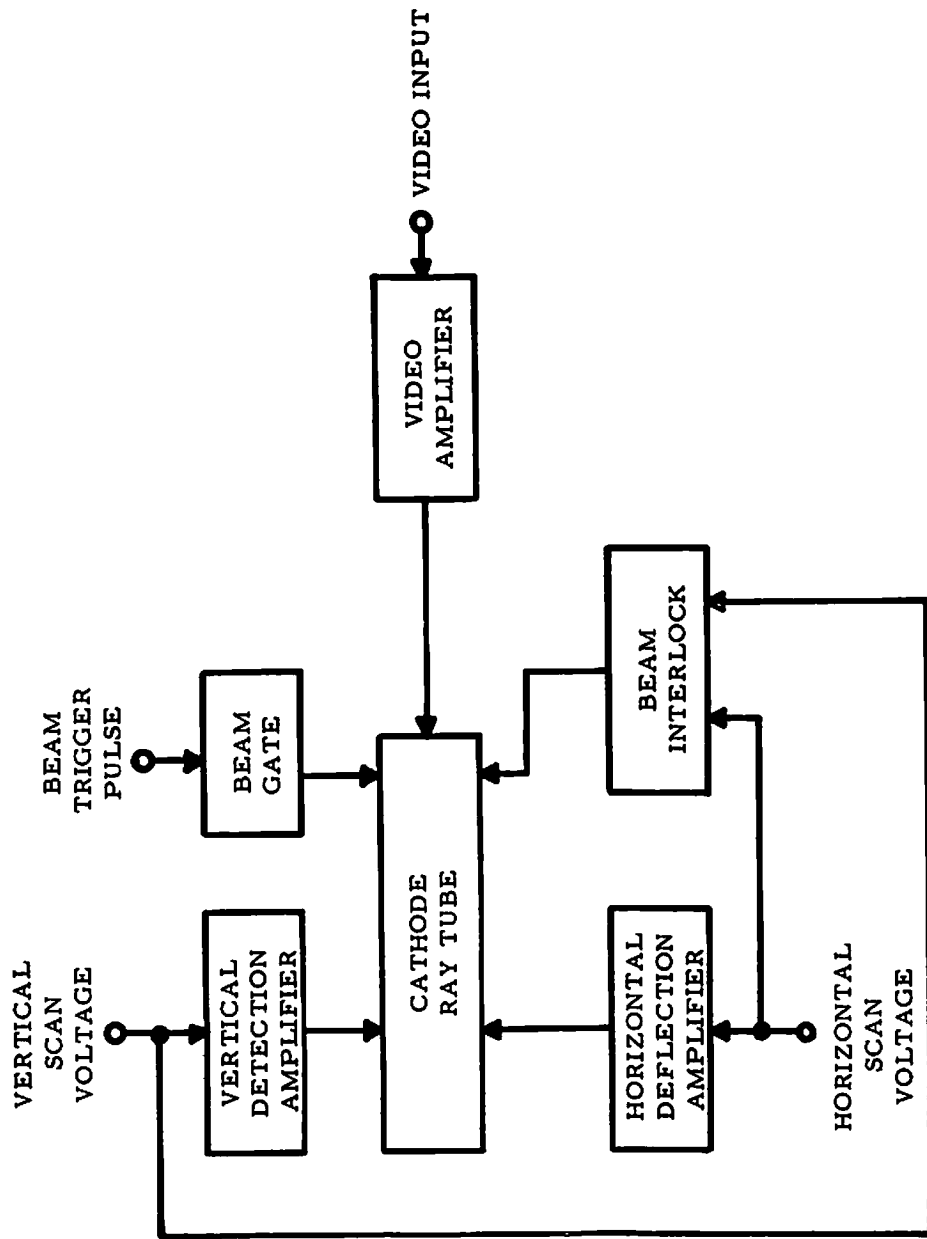 VERTICAL
SCAN
VOLTAGE
BEAM
TRIGGER
PULSE
VERTICAL
DETECTION
AMPLIFIER
BEAM
GATE
CATHODE
RAY TUBE
VIDEO
AMPLIFIER
VIDEO INPUT
HORIZONTAL
DEFLECTION
AMPLIFIER
BEAM
INTERLOCK
HORIZONTAL
SCAN
VOLTAGE